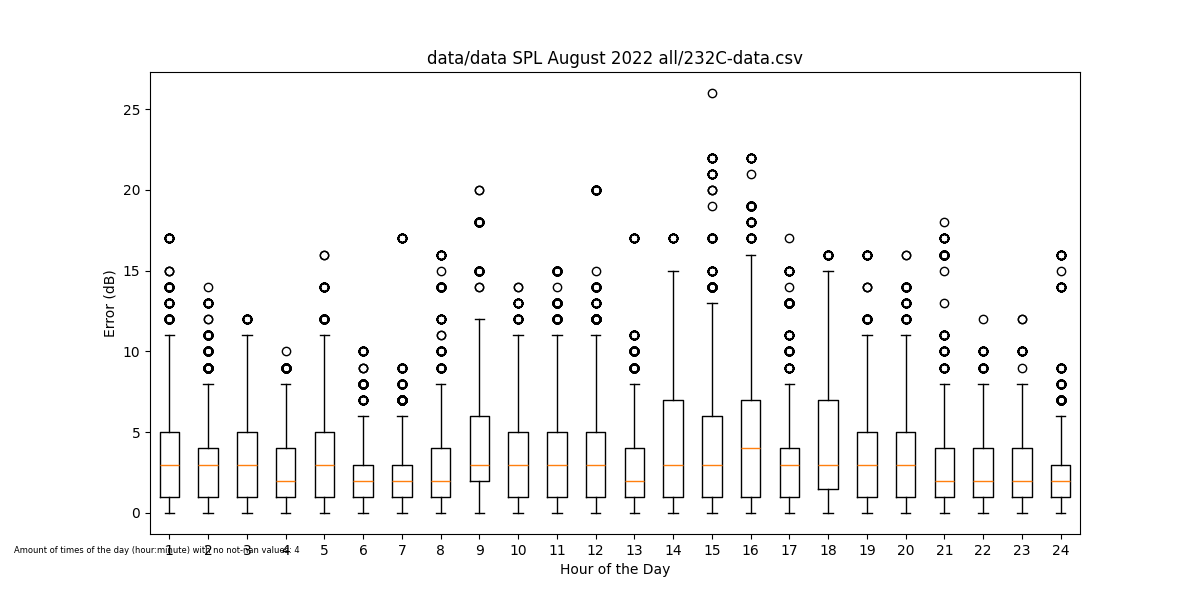 data/data SPL August 2022 all/232C-data.csv
25
20
15
10
5
0
Error (dB)
1 2 3 4 5 6 7 8 9 10 11 12 13 14 15 16 17 18 19 20 21 22 23 24
Amount of times of the day (hour:minute) with no not-nan values: 4
Hour of the Day